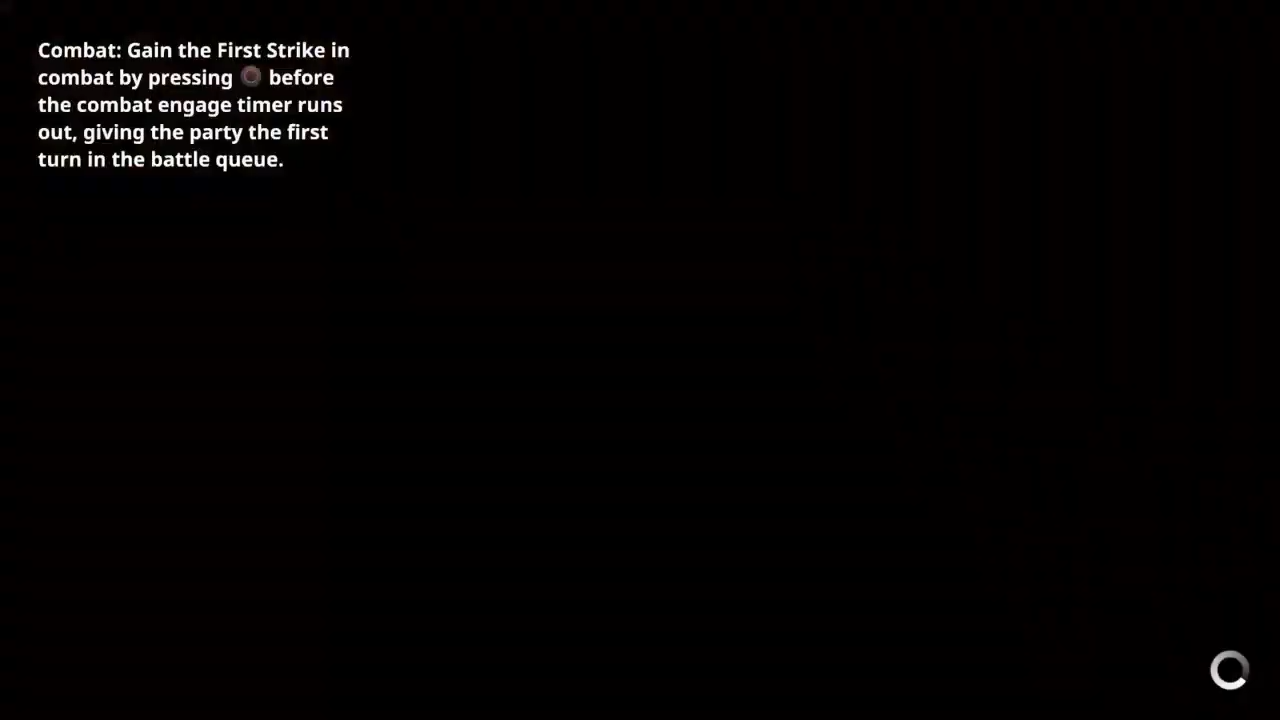 Combat: Gain the First Strike in
combat by pressing before
the combat engage timer runs
out, giving the party the first
turn in the battle queue.